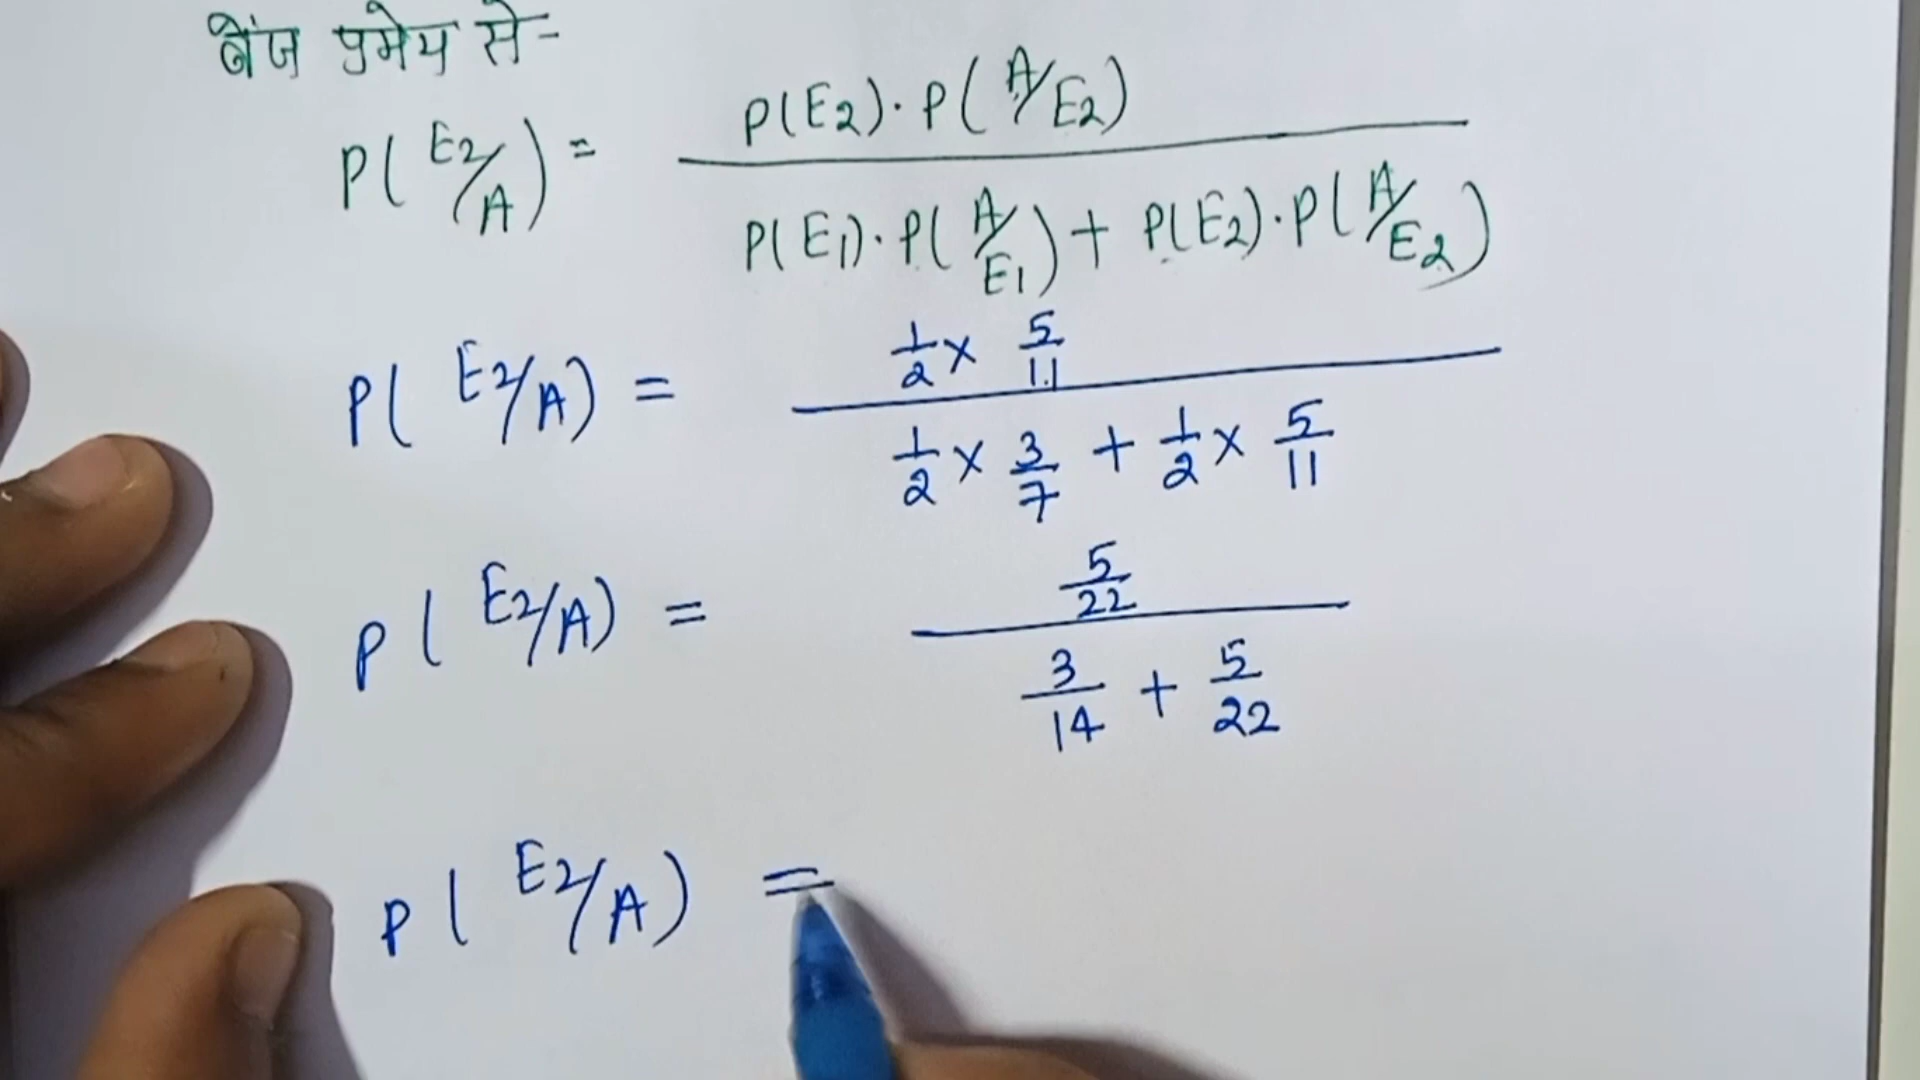 बेंज प्रमेय से-
P(E2/A) = P(E2)·P(A/E2) / P(E1)·P(A/E1) + P(E2)·P(A/E2)
P(E2/A) = 1/2 × 5/11 / 1/2 × 3/7 + 1/2 × 5/11
P(E2/A) = 5/22 / 3/14 + 5/22
P(E2/A) =